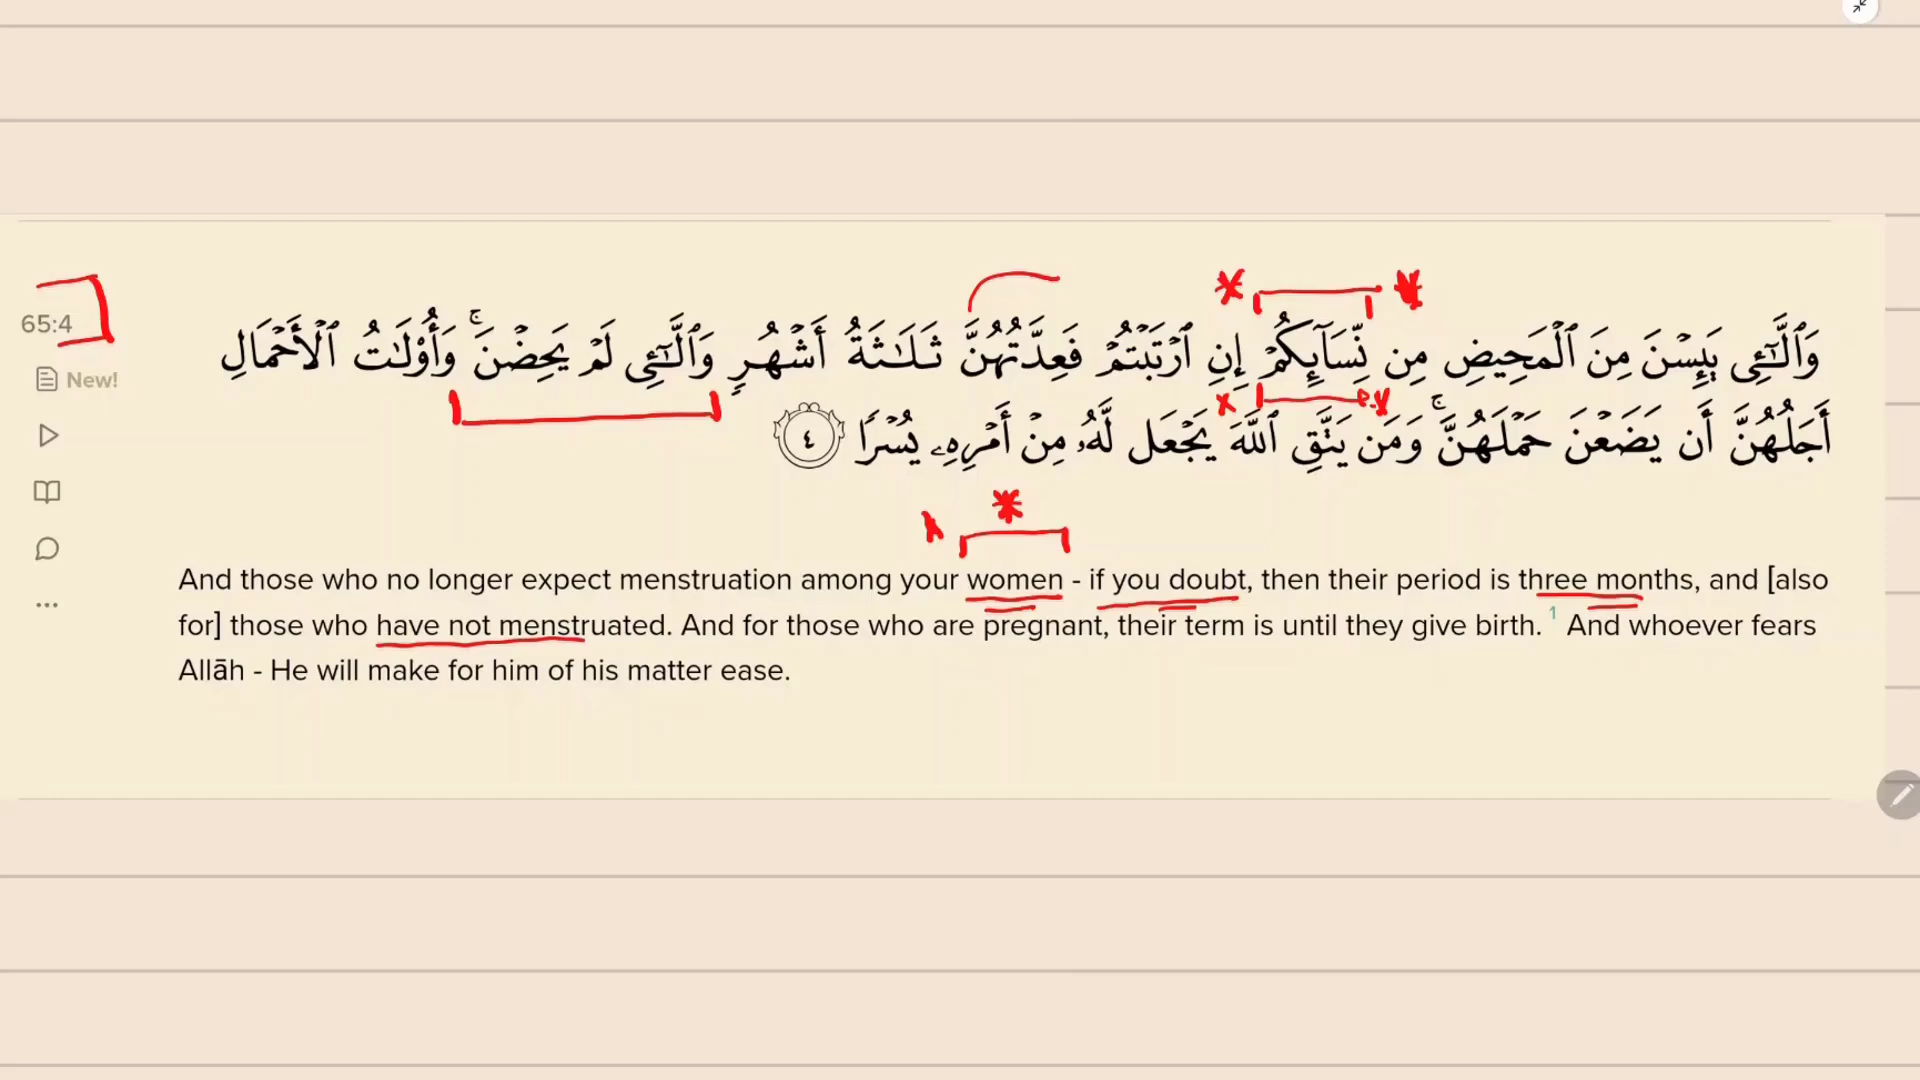 65:4
New!
وَٱلَّـٰٓـِٔى يَئِسْنَ مِنَ ٱلْمَحِيضِ مِن نِّسَآئِكُمْ إِنِ ٱرْتَبْتُمْ فَعِدَّتُهُنَّ ثَلَـٰثَةُ أَشْهُرٍ وَٱلَّـٰٓـِٔى لَمْ يَحِضْنَ ۚ وَأُو۟لَـٰتُ ٱلْأَحْمَالِ
أَجَلُهُنَّ أَن يَضَعْنَ حَمْلَهُنَّ ۚ وَمَن يَتَّقِ ٱللَّهَ يَجْعَل لَّهُۥ مِنْ أَمْرِهِۦ يُسْرًا ٤
And those who no longer expect menstruation among your women - if you doubt, then their period is three months, and [also
for] those who have not menstruated. And for those who are pregnant, their term is until they give birth. 1 And whoever fears
Allāh - He will make for him of his matter ease.